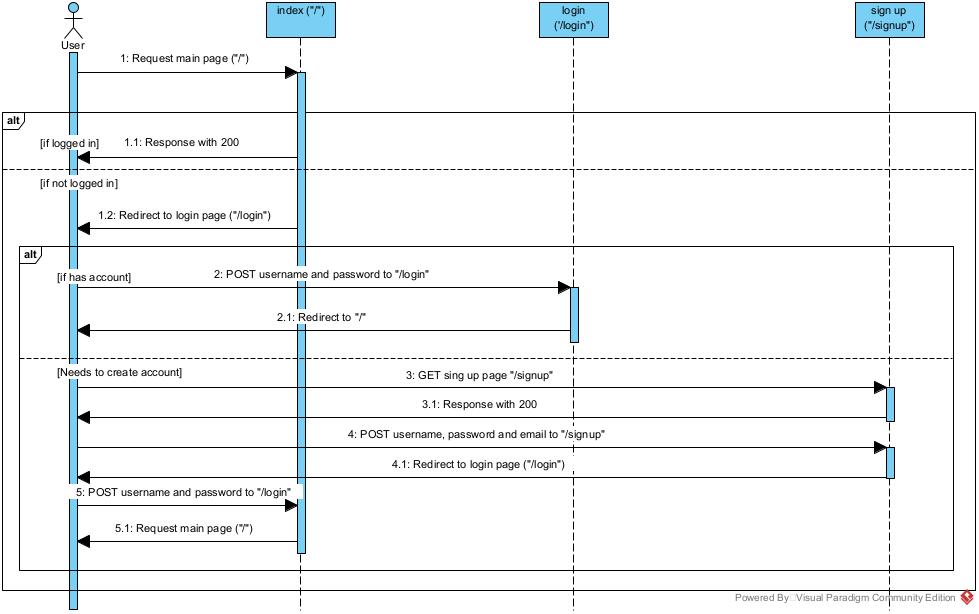 index ("/")
login
('/login")
sign up
("/signup")
User
1: Request main page ("/")
alt
[if logged in]
1.1: Response with 200
[if not logged in]
1.2: Redirect to login page ("/login")
alt
[if has account]
2: POST username and password to "/login"
2.1: Redirect to "/"
[Needs to create account]
3: GET sing up page "/signup"
3.1: Response with 200
4: POST username, password and email to "/signup"
4.1: Redirect to login page ("/login")
5: POST username and password to "/login"
5.1: Request main page ("/")
Powered By Visual Paradigm Community Edition